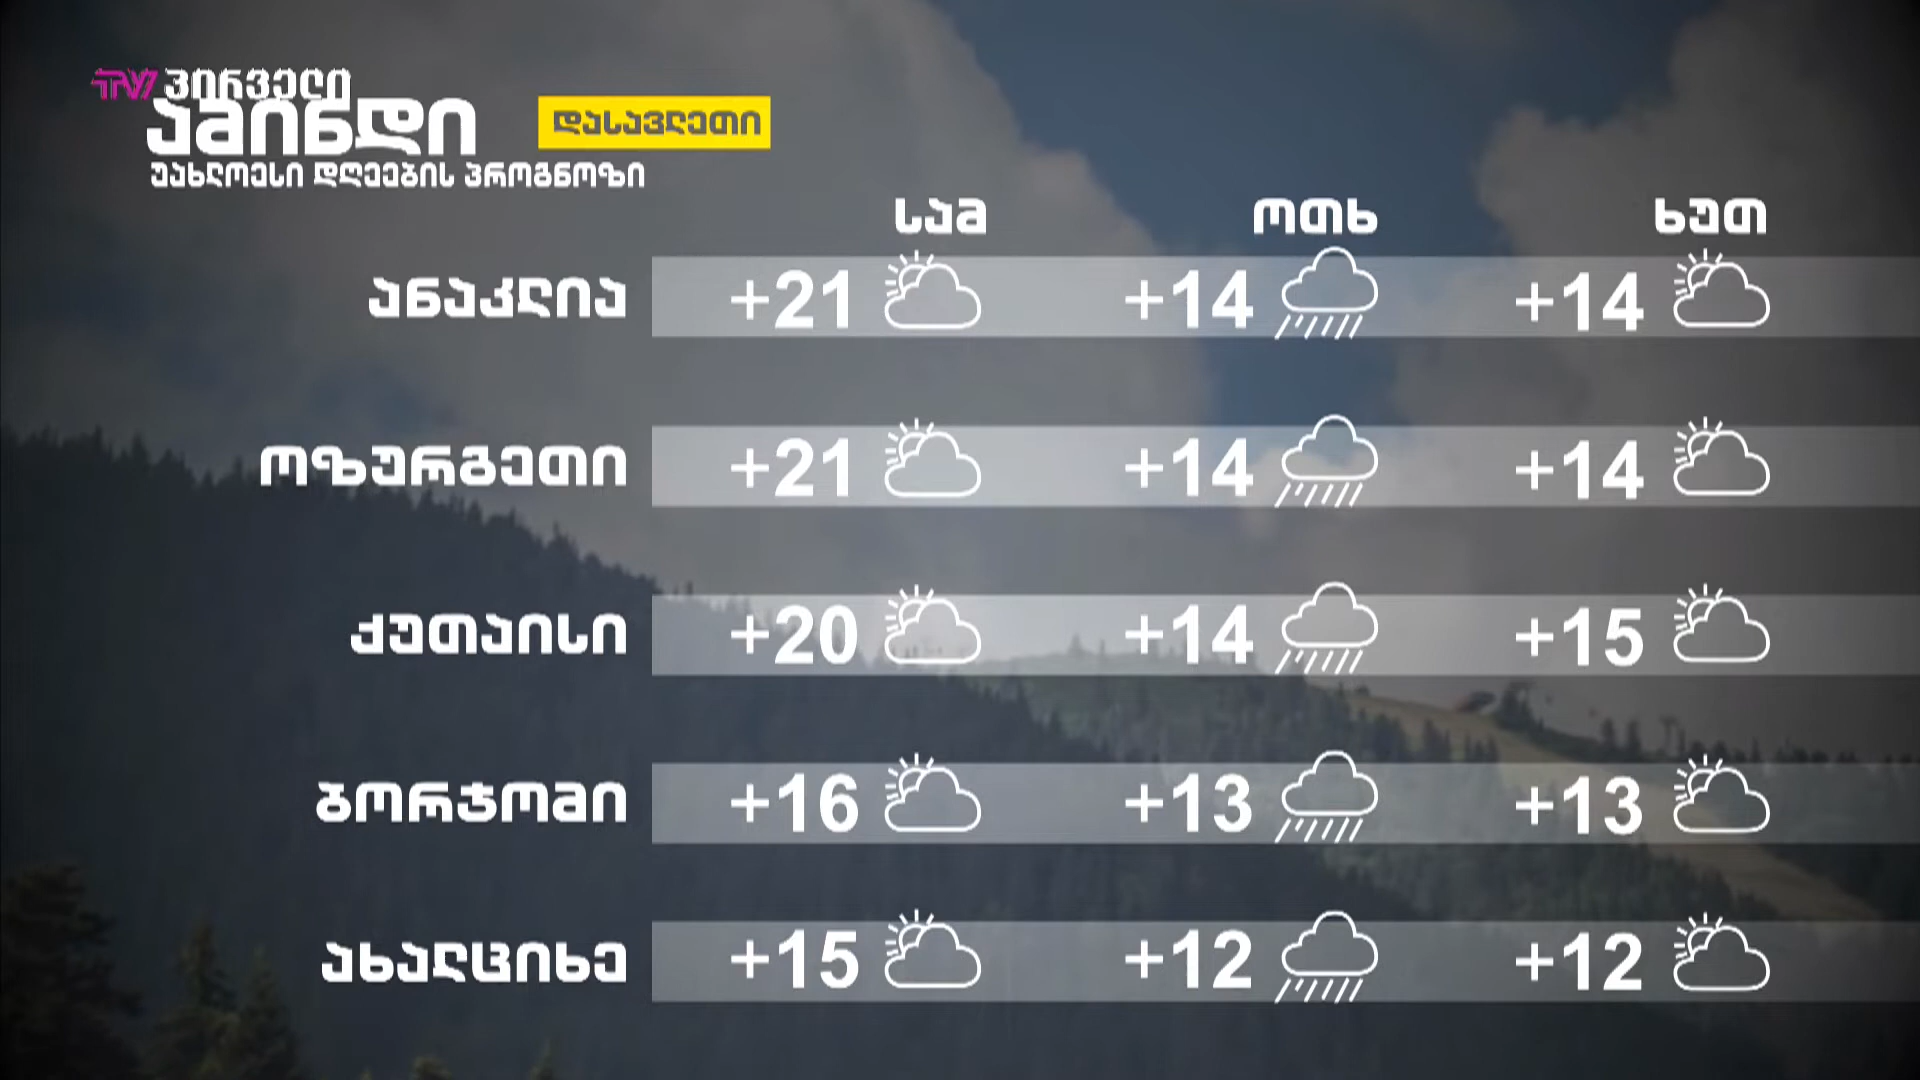 TV პირველი
ამინდი
დასავლეთი
უახლოესი დღეების პროგნოზი
სამ ოთხ ხუთ
ანაკლია +21 +14 +14
ოზურგეთი +21 +14 +14
ქუთაისი +20 +14 +15
ბორჯომი +16 +13 +13
ახალციხე +15 +12 +12